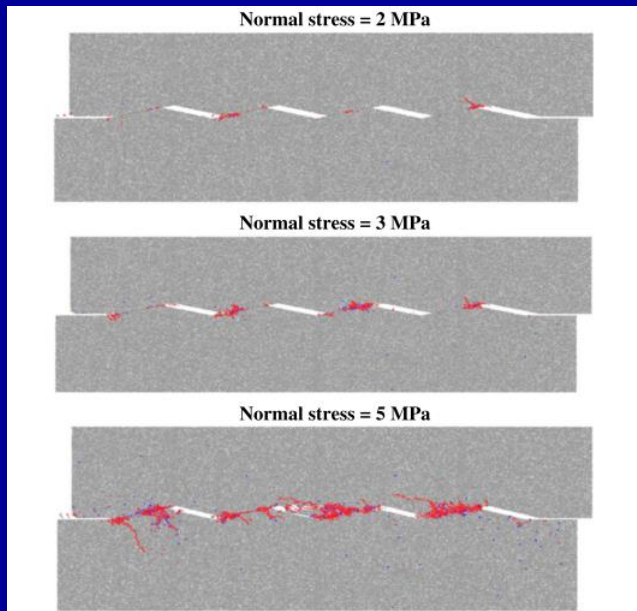 Normal stress = 2 MPa
Normal stress = 3 MPa
Normal stress = 5 MPa